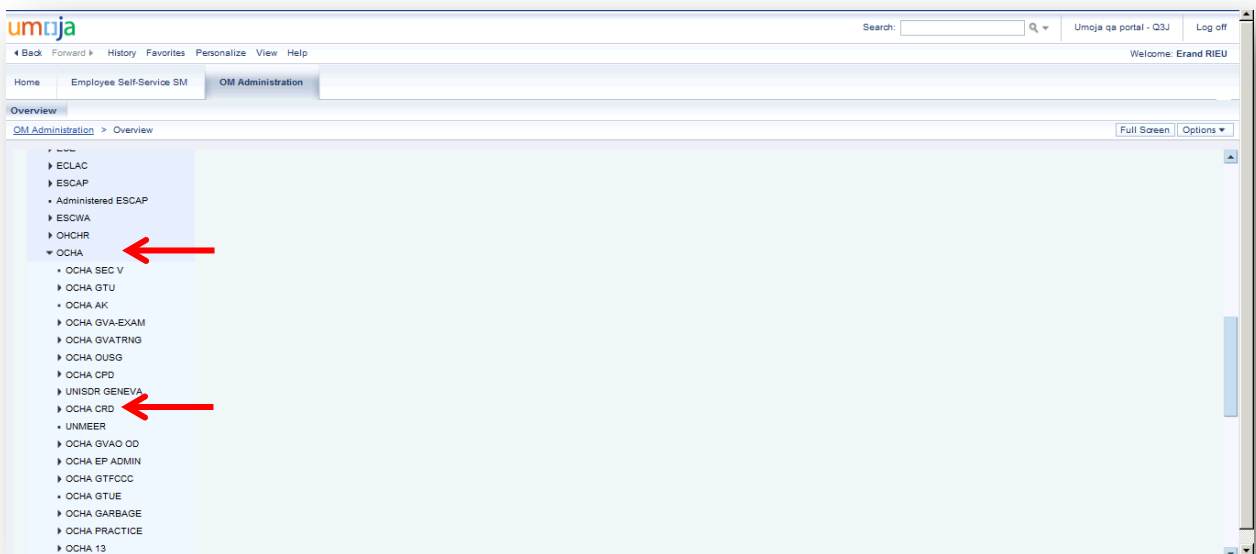 umoja
Search:
Umoja qa portal - Q3J
Log off
Back Forward History Favorites Personalize View Help
Welcome: Erand RIEU
Home Employee Self-Service SM OM Administration
Overview
OM Administration > Overview
Full Screen Options
ECLAC
ESCAP
Administered ESCAP
ESCWA
OHCHR
OCHA
OCHA SEC V
OCHA GTU
OCHA AK
OCHA GVA-EXAM
OCHA GVATRNG
OCHA OUSG
OCHA CPD
UNISDR GENEVA
OCHA CRD
UNMEER
OCHA GVAO OD
OCHA EP ADMIN
OCHA GTFCCC
OCHA GTUE
OCHA GARBAGE
OCHA PRACTICE
OCHA 13